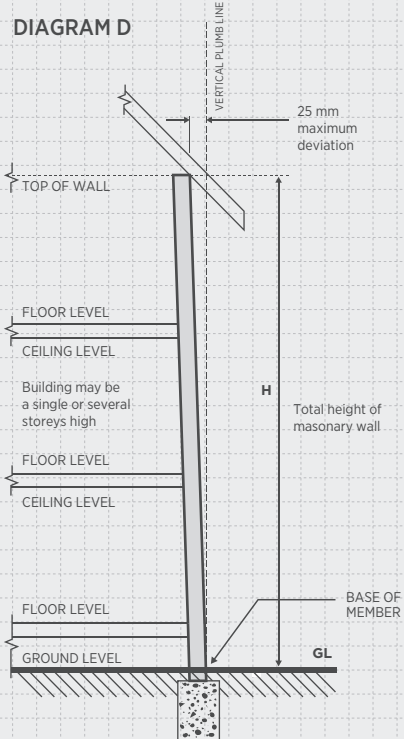 DIAGRAM D
VERTICAL PLUMB LINE
25 mm
maximum
deviation
TOP OF WALL
FLOOR LEVEL
CEILING LEVEL
Building may be
a single or several
storeys high
H
Total height of
masonary wall
FLOOR LEVEL
CEILING LEVEL
FLOOR LEVEL
BASE OF
MEMBER
GROUND LEVEL
GL